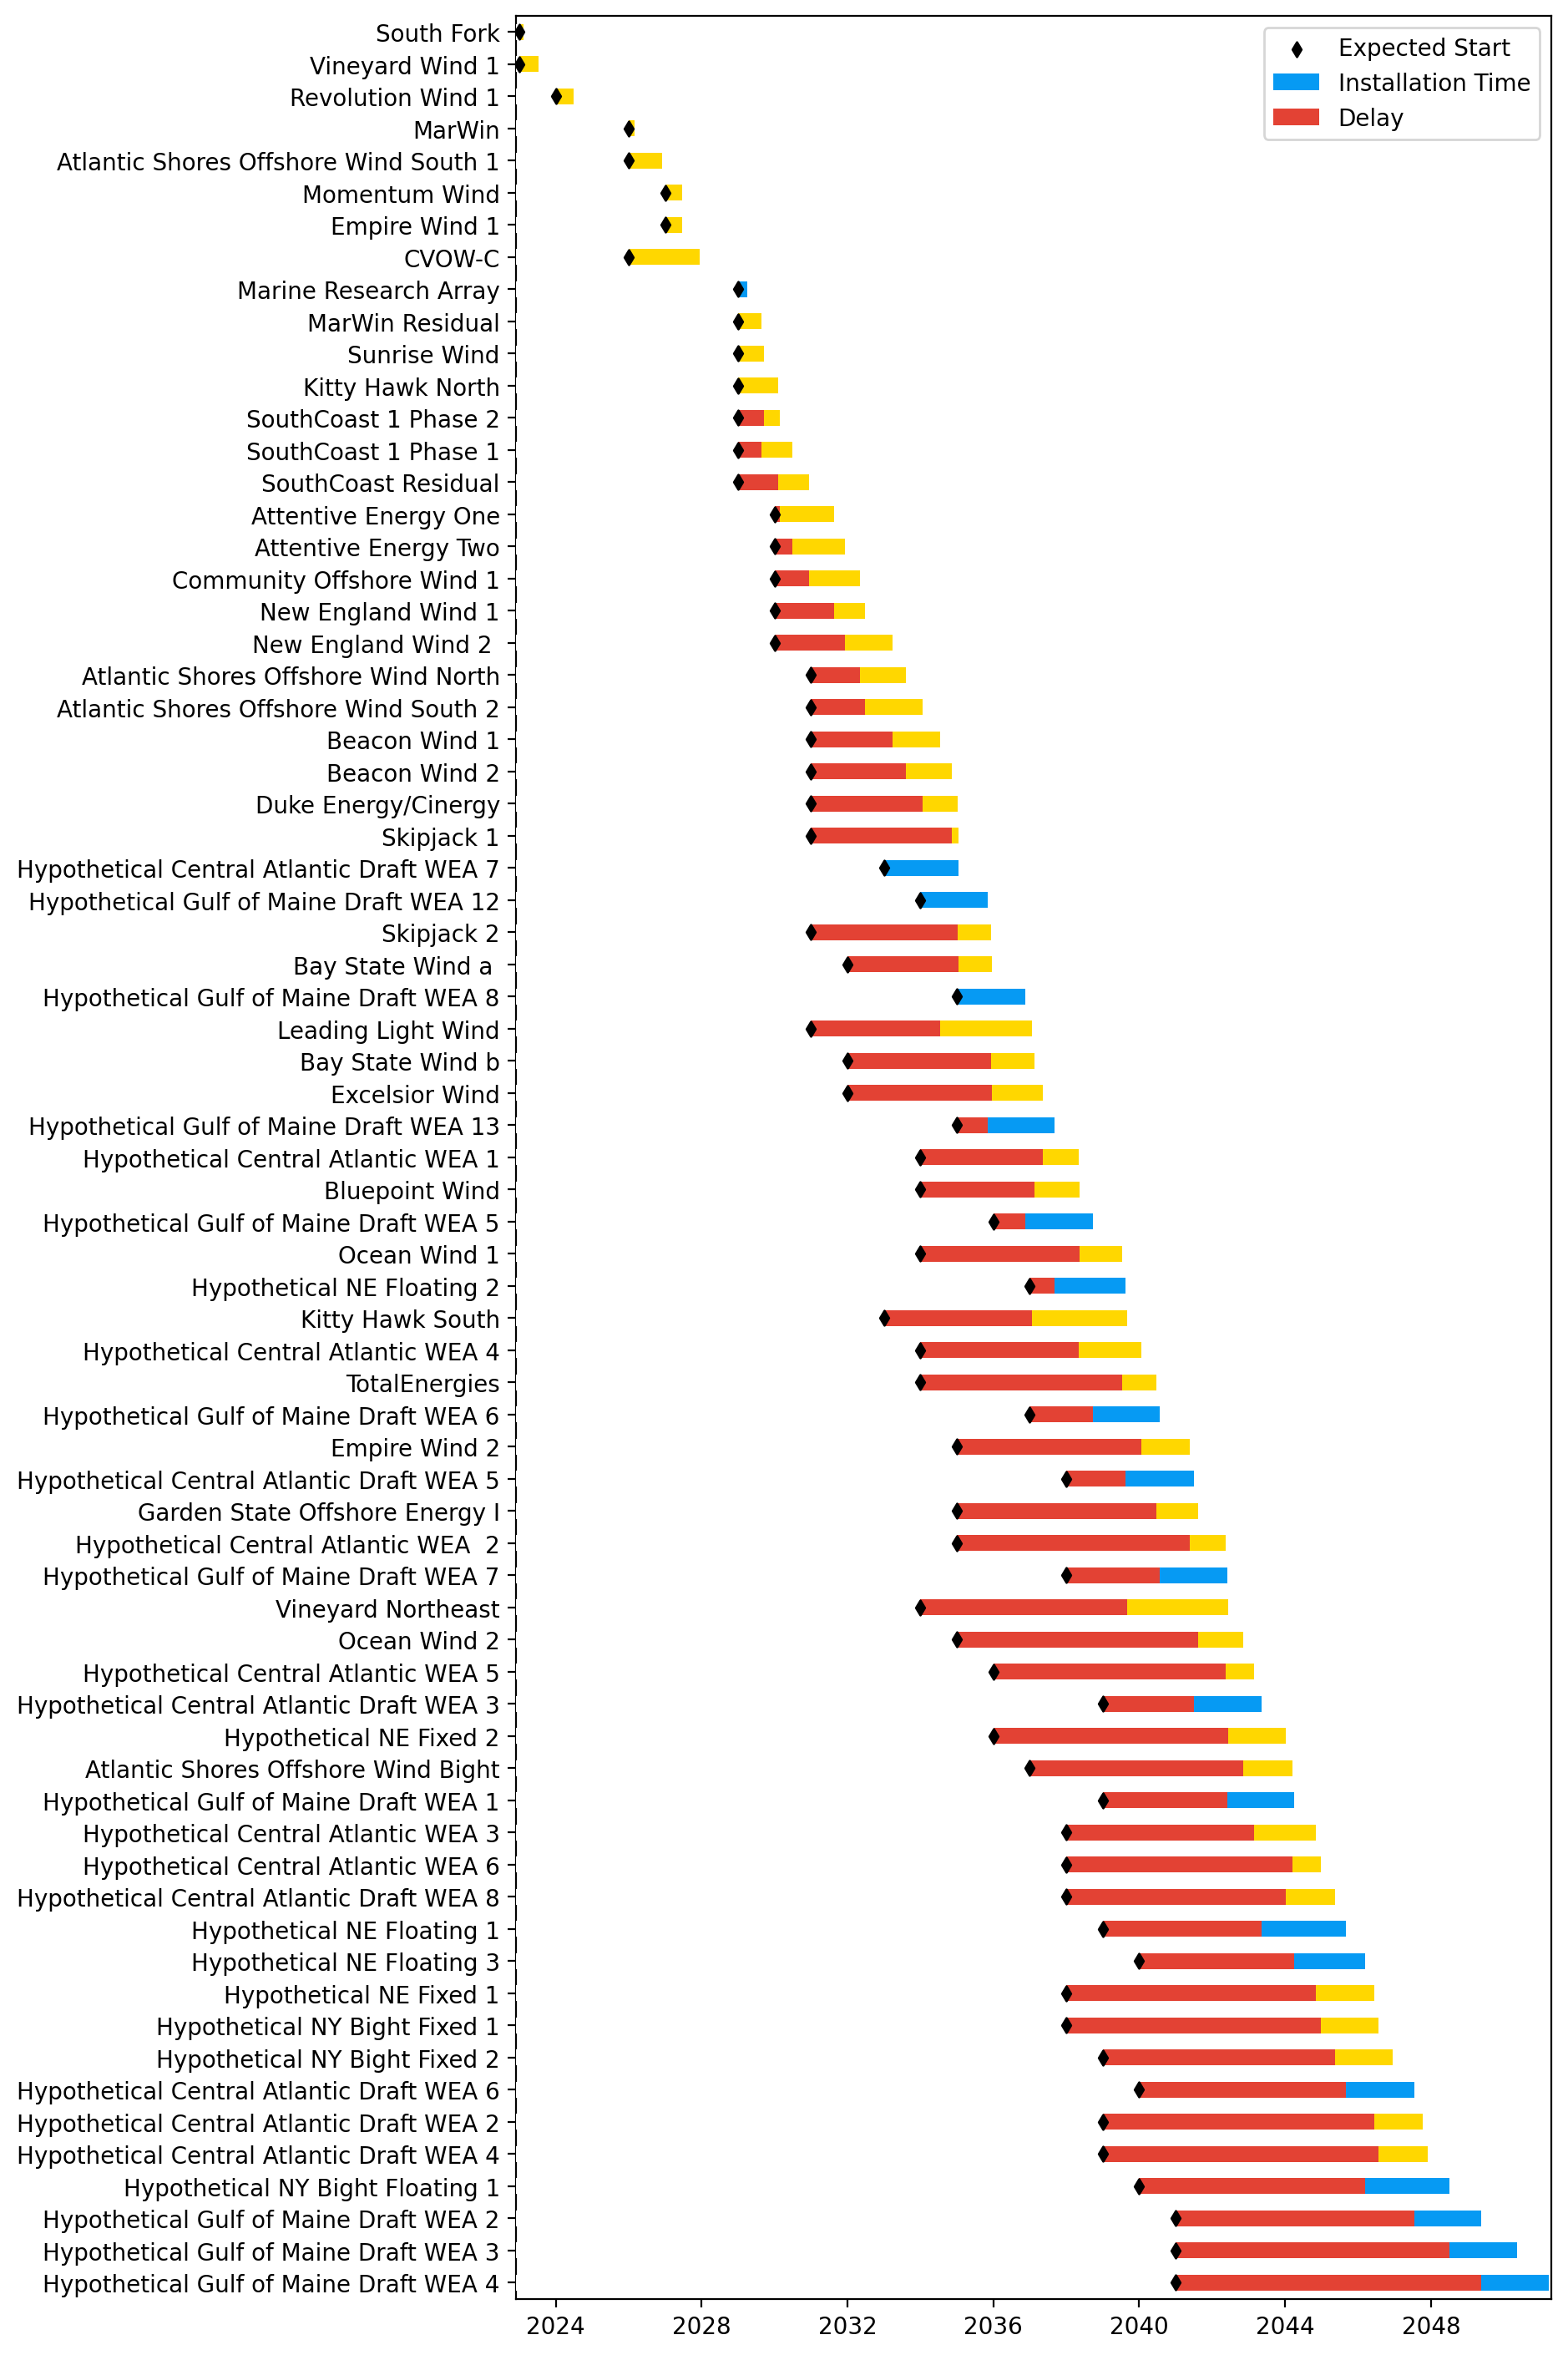 South Fork
Vineyard Wind 1
Revolution Wind 1
MarWin
Atlantic Shores Offshore Wind South 1
Momentum Wind
Empire Wind 1
CVOW-C
Marine Research Array
MarWin Residual
Sunrise Wind
Kitty Hawk North
SouthCoast 1 Phase 2
SouthCoast 1 Phase 1
SouthCoast Residual
Attentive Energy One
Attentive Energy Two
Community Offshore Wind 1
New England Wind 1
New England Wind 2
Atlantic Shores Offshore Wind North
Atlantic Shores Offshore Wind South 2
Beacon Wind 1
Beacon Wind 2
Duke Energy/Cinergy
Skipjack 1
Hypothetical Central Atlantic Draft WEA 7
Hypothetical Gulf of Maine Draft WEA 12
Skipjack 2
Bay State Wind a
Hypothetical Gulf of Maine Draft WEA 8
Leading Light Wind
Bay State Wind b
Excelsior Wind
Hypothetical Gulf of Maine Draft WEA 13
Hypothetical Central Atlantic WEA 1
Bluepoint Wind
Hypothetical Gulf of Maine Draft WEA 5
Ocean Wind 1
Hypothetical NE Floating 2
Kitty Hawk South
Hypothetical Central Atlantic WEA 4
TotalEnergies
Hypothetical Gulf of Maine Draft WEA 6
Empire Wind 2
Hypothetical Central Atlantic Draft WEA 5
Garden State Offshore Energy I
Hypothetical Central Atlantic WEA  2
Hypothetical Gulf of Maine Draft WEA 7
Vineyard Northeast
Ocean Wind 2
Hypothetical Central Atlantic WEA 5
Hypothetical Central Atlantic Draft WEA 3
Hypothetical NE Fixed 2
Atlantic Shores Offshore Wind Bight
Hypothetical Gulf of Maine Draft WEA 1
Hypothetical Central Atlantic WEA 3
Hypothetical Central Atlantic WEA 6
Hypothetical Central Atlantic Draft WEA 8
Hypothetical NE Floating 1
Hypothetical NE Floating 3
Hypothetical NE Fixed 1
Hypothetical NY Bight Fixed 1
Hypothetical NY Bight Fixed 2
Hypothetical Central Atlantic Draft WEA 6
Hypothetical Central Atlantic Draft WEA 2
Hypothetical Central Atlantic Draft WEA 4
Hypothetical NY Bight Floating 1
Hypothetical Gulf of Maine Draft WEA 2
Hypothetical Gulf of Maine Draft WEA 3
Hypothetical Gulf of Maine Draft WEA 4
Expected Start
Installation Time
Delay
2024 2028 2032 2036 2040 2044 2048